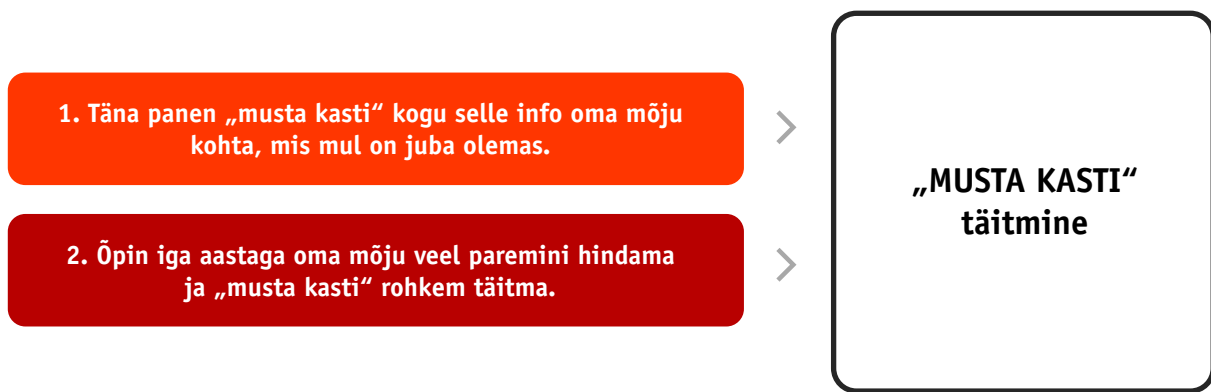 1. Täna panen „musta kasti“ kogu selle info oma mõju
kohta, mis mul on juba olemas.
2. Õpin iga aastaga oma mõju veel paremini hindama
ja „musta kasti“ rohkem täitma.
„MUSTA KASTI“
täitmine